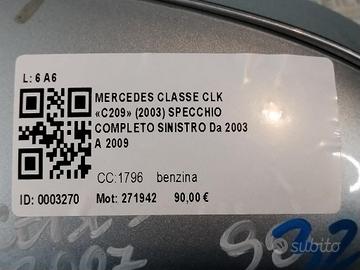 L: 6 A6
MERCEDES CLASSE CLK
«C209» (2003) SPECCHIO
COMPLETO SINISTRO Da 2003
A 2009
CC:1796 benzina
ID: 0003270 Mot: 271942 90,00 €
subito